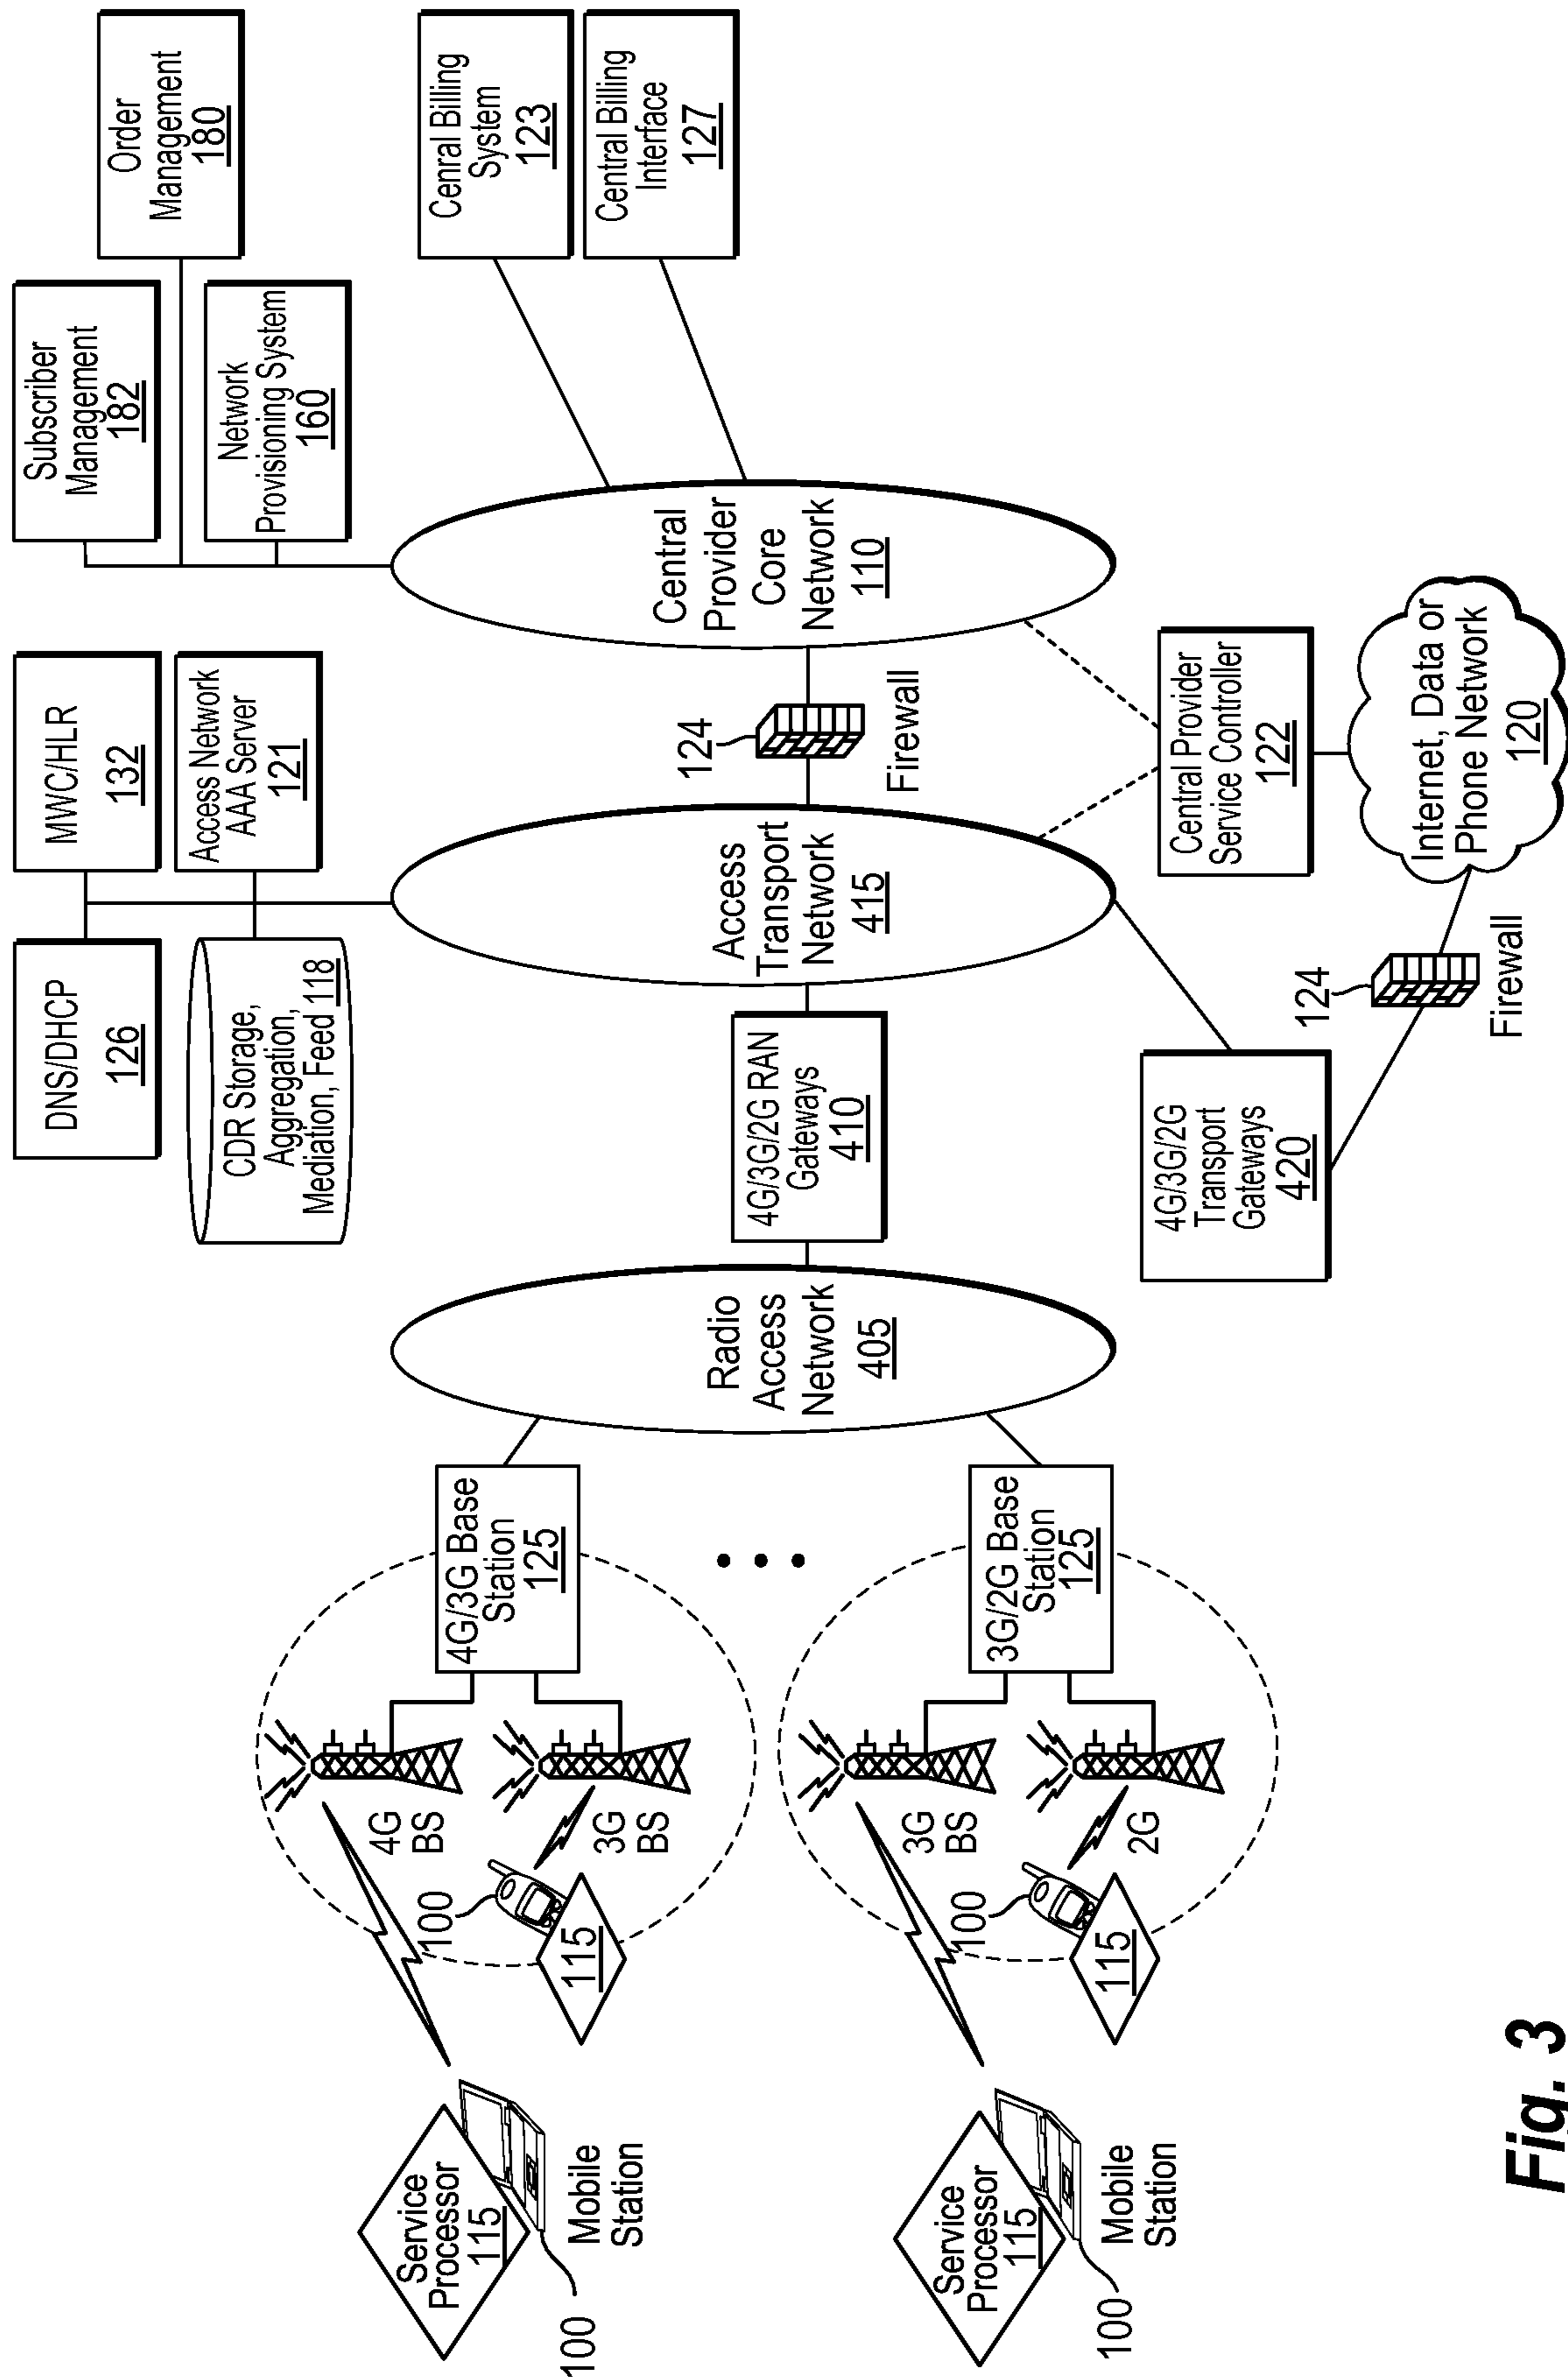 Subscriber
Management
182
Order
Management
180
Network
Provisioning System
160
Cenral Billing
System
123
Central Billing
Interface
127
MWC/HLR
132
Access Network
AAA Server
121
DNS/DHCP
126
CDR Storage,
Aggregation,
Mediation, Feed 118
Central
Provider
Core
Network
110
124
Firewall
Access
Transport
Network
415
Central Provider
Service Controller
122
Internet, Data or
Phone Network
120
124
Firewall
4G/3G/2G RAN
Gateways
410
4G/3G/2G
Transport
Gateways
420
Radio
Access
Network
405
4G/3G Base
Station
125
4G
BS
3G
BS
100
115
Service
Processor
115
Mobile
Station
100
3G/2G Base
Station
125
3G
BS
2G
100
115
Service
Processor
115
Mobile
Station
100
Fig. 3